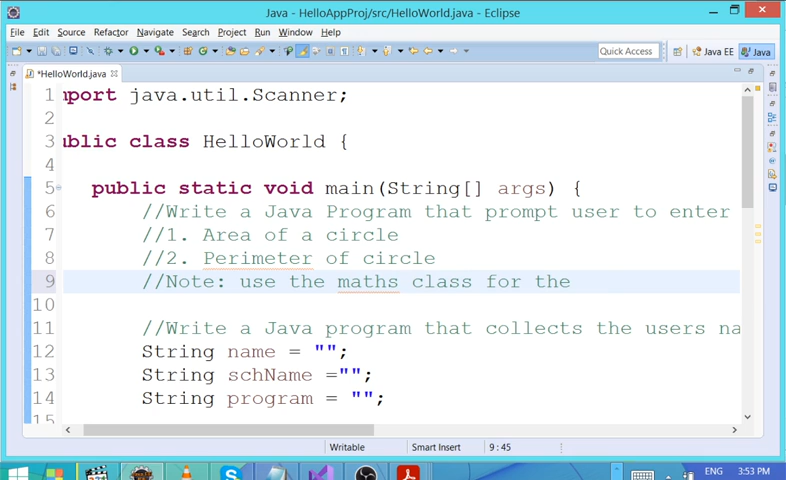 Java - HelloAppProj/src/HelloWorld.java - Eclipse
File Edit Source Refactor Navigate Search Project Run Window Help
Quick Access Java EE Java
*HelloWorld.java
1 mport java.util.Scanner;
2
3 ublic class HelloWorld {
4
5 public static void main(String[] args) {
6 //Write a Java Program that prompt user to enter
7 //1. Area of a circle
8 //2. Perimeter of circle
9 //Note: use the maths class for the
10
11 //Write a Java program that collects the users na
12 String name = "";
13 String schName ="";
14 String program = "";
15
Writable Smart Insert 9 : 45
ENG 3:53 PM